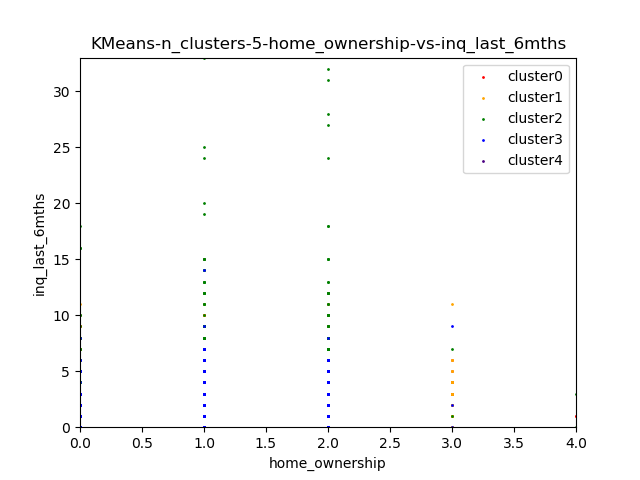 KMeans-n_clusters-5-home_ownership-vs-inq_last_6mths
cluster0
cluster1
cluster2
cluster3
cluster4
inq_last_6mths
30
25
20
15
10
5
0
0.0 0.5 1.0 1.5 2.0 2.5 3.0 3.5 4.0
home_ownership